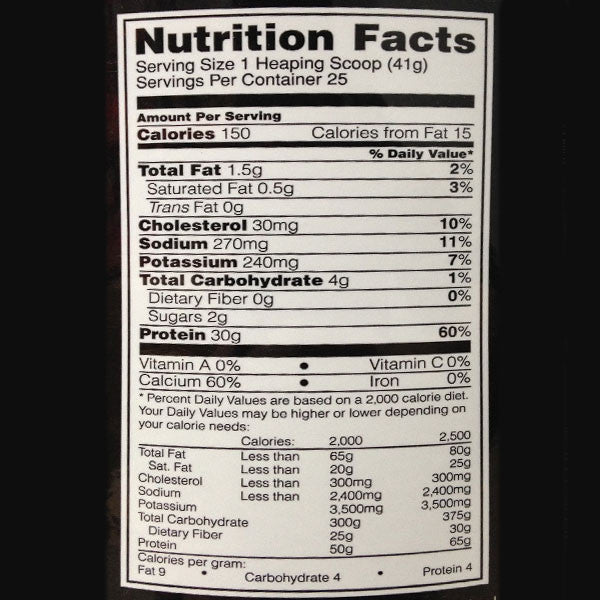 Nutrition Facts
Serving Size 1 Heaping Scoop (41g)
Servings Per Container 25
Amount Per Serving
Calories 150 Calories from Fat 15
% Daily Value*
Total Fat 1.5g 2%
Saturated Fat 0.5g 3%
Trans Fat 0g
Cholesterol 30mg 10%
Sodium 270mg 11%
Potassium 240mg 7%
Total Carbohydrate 4g 1%
Dietary Fiber 0g 0%
Sugars 2g
Protein 30g 60%
Vitamin A 0% • Vitamin C 0%
Calcium 60% • Iron 0%
* Percent Daily Values are based on a 2,000 calorie diet.
Your Daily Values may be higher or lower depending on
your calorie needs:
Calories: 2,000 2,500
Total Fat Less than 65g 80g
Sat. Fat Less than 20g 25g
Cholesterol Less than 300mg 300mg
Sodium Less than 2,400mg 2,400mg
Potassium 3,500mg 3,500mg
Total Carbohydrate 300g 375g
Dietary Fiber 25g 30g
Protein 50g 65g
Calories per gram:
Fat 9 • Carbohydrate 4 • Protein 4